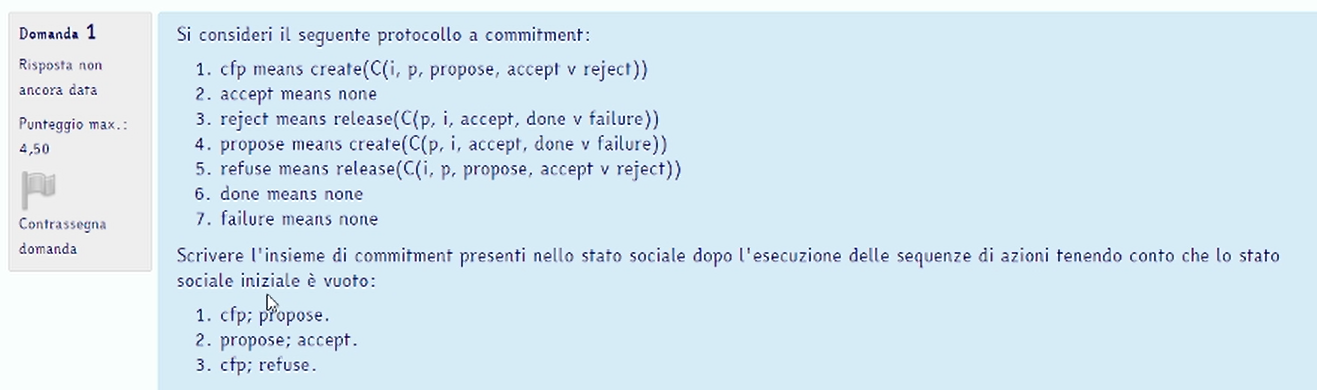 Domanda 1
Risposta non
ancora data
Punteggio max.:
4,50
Contrassegna
domanda
Si consideri il seguente protocollo a commitment:
1. cfp means create(C(i, p, propose, accept v reject))
2. accept means none
3. reject means release(C(p, i, accept, done v failure))
4. propose means create(C(p, i, accept, done v failure))
5. refuse means release(C(i, p, propose, accept v reject))
6. done means none
7. failure means none
Scrivere l'insieme di commitment presenti nello stato sociale dopo l'esecuzione delle sequenze di azioni tenendo conto che lo stato
sociale iniziale è vuoto:
1. cfp; propose.
2. propose; accept.
3. cfp; refuse.